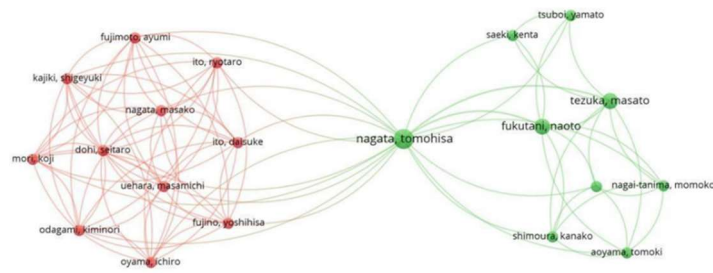 tsuboi, yamato
saeki, kenta
fujimoto, ayumi
ito, ryotaro
kajiki, shigeyuki
tezuka, masato
nagata, masako
fukutani, naoto
nagata, tomohisa
ito, daisuke
dohi, seitaro
mori, koji
uehara, masamichi
nagai-tanima, momoko
fujino, yoshihisa
odagami, kiminori
shimoura, kanako
aoyama, tomoki
oyama, ichiro